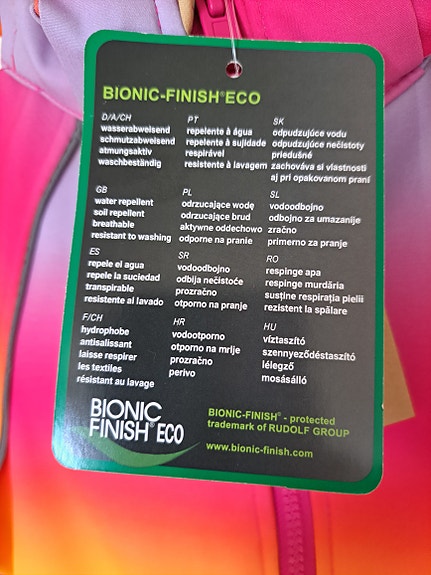 BIONIC-FINISH®ECO
D/A/CH
wasserabweisend
schmutzabweisend
atmungsaktiv
waschbeständig
PT
repelente à água
repelente à sujidade
respirável
resistente à lavagem
SK
odpudzujúce vodu
odpudzujúce nečistoty
priedušné
zachováva si vlastnosti
aj pri opakovanom praní
GB
water repellent
soil repellent
breathable
resistant to washing
PL
odrzucające wodę
odrzucające brud
aktywne oddechowo
odporne na pranie
SL
vodoodbojno
odbojno za umazanije
zračno
primerno za pranje
ES
repele el agua
repele la suciedad
transpirable
resistente al lavado
SR
vodoodbojno
odbija nečistoće
prozračno
otporno na pranje
RO
respinge apa
respinge murdăria
susține respirația pielii
rezistent la spălare
F/CH
hydrophobe
antisalissant
laisse respirer
les textiles
résistant au lavage
HR
vodootporno
otporno na mrlje
prozračno
perivo
HU
víztaszító
szennyeződéstaszító
lélegző
mosásálló
BIONIC
FINISH® ECO
BIONIC-FINISH® - protected
trademark of RUDOLF GROUP
www.bionic-finish.com